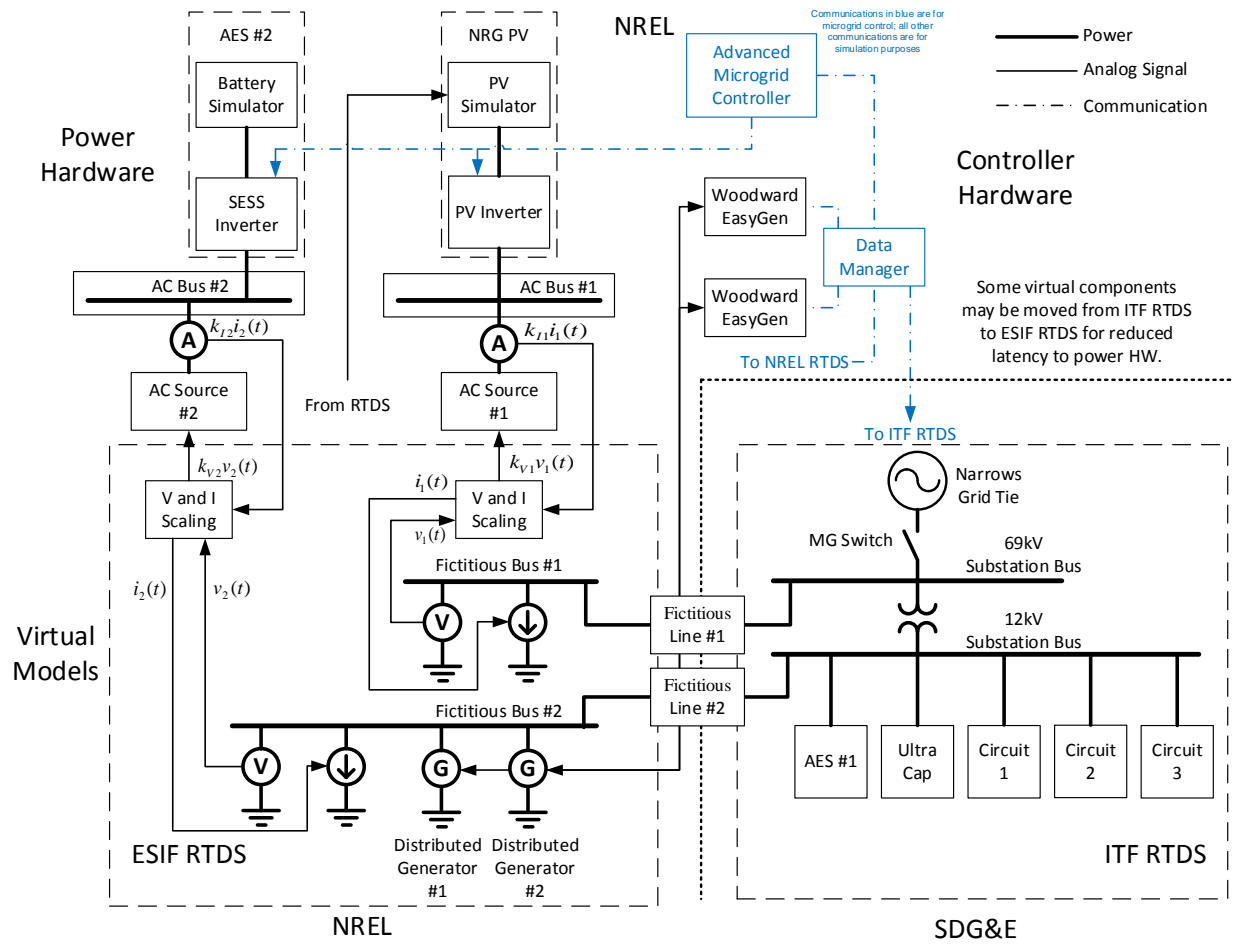 AES #2
NRG PV
NREL
Communications in blue are for
microgrid control; all other
communications are for
simulation purposes
Power
Analog Signal
Communication
Battery
Simulator
PV
Simulator
Advanced
Microgrid
Controller
Power
Hardware
Controller
Hardware
SESS
Inverter
PV Inverter
Woodward
EasyGen
Data
Manager
Woodward
EasyGen
AC Bus #2
AC Bus #1
Some virtual components
may be moved from ITF RTDS
to ESIF RTDS for reduced
latency to power HW.
A
k_{I2}i_2(t)
A
k_{I1}i_1(t)
To NREL RTDS
AC Source
#2
From RTDS
AC Source
#1
To ITF RTDS
k_{V2}v_2(t)
k_{V1}v_1(t)
V and I
Scaling
i_1(t)
V and I
Scaling
v_1(t)
Narrows
Grid Tie
MG Switch
69kV
Substation Bus
i_2(t)
v_2(t)
Fictitious Bus #1
V
Fictitious
Line #1
12kV
Substation Bus
Virtual
Models
Fictitious Bus #2
Fictitious
Line #2
V
G
G
AES #1
Ultra
Cap
Circuit
1
Circuit
2
Circuit
3
Distributed
Generator
#1
Distributed
Generator
#2
ESIF RTDS
ITF RTDS
NREL
SDG&E